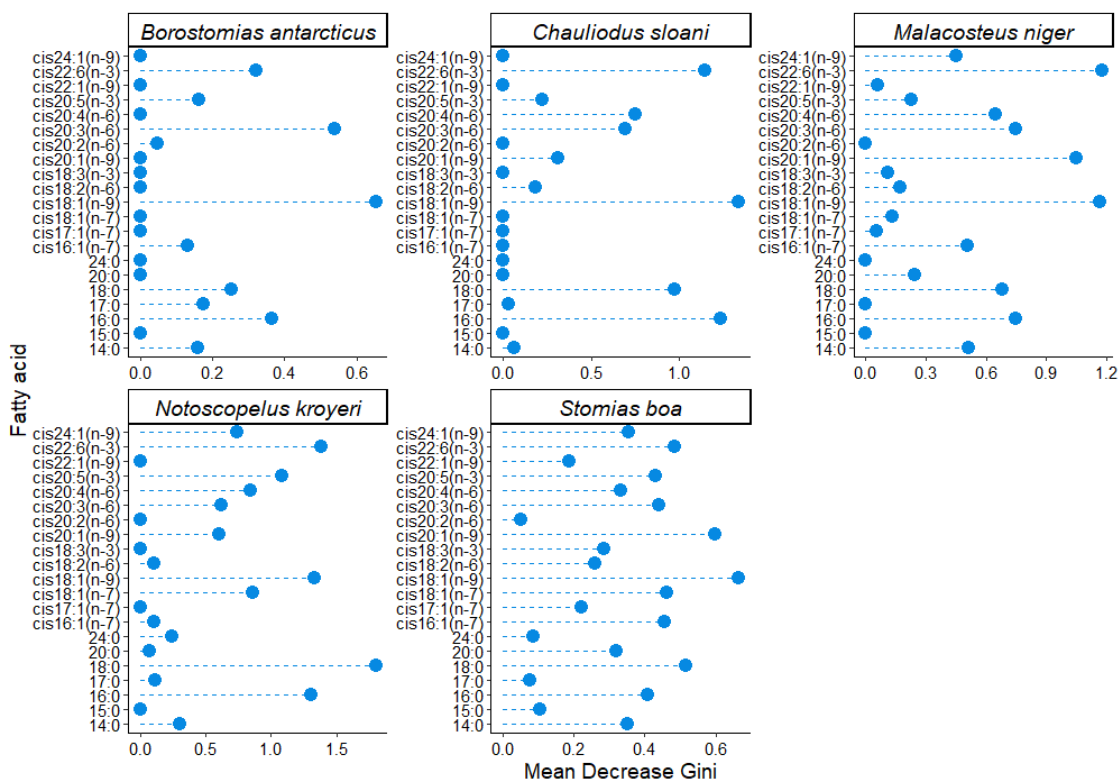 Borostomias antarcticus
Chauliodus sloani
Malacosteus niger
cis24:1(n-9)
cis22:6(n-3)
cis22:1(n-9)
cis20:5(n-3)
cis20:4(n-6)
cis20:3(n-6)
cis20:2(n-6)
cis20:1(n-9)
cis18:3(n-3)
cis18:2(n-6)
cis18:1(n-9)
cis18:1(n-7)
cis17:1(n-7)
cis16:1(n-7)
24:0
20:0
18:0
17:0
16:0
15:0
14:0
0.0 0.2 0.4 0.6
cis24:1(n-9)
cis22:6(n-3)
cis22:1(n-9)
cis20:5(n-3)
cis20:4(n-6)
cis20:3(n-6)
cis20:2(n-6)
cis20:1(n-9)
cis18:3(n-3)
cis18:2(n-6)
cis18:1(n-9)
cis18:1(n-7)
cis17:1(n-7)
cis16:1(n-7)
24:0
20:0
18:0
17:0
16:0
15:0
14:0
0.0 0.5 1.0
cis24:1(n-9)
cis22:6(n-3)
cis22:1(n-9)
cis20:5(n-3)
cis20:4(n-6)
cis20:3(n-6)
cis20:2(n-6)
cis20:1(n-9)
cis18:3(n-3)
cis18:2(n-6)
cis18:1(n-9)
cis18:1(n-7)
cis17:1(n-7)
cis16:1(n-7)
24:0
20:0
18:0
17:0
16:0
15:0
14:0
0.0 0.3 0.6 0.9 1.2
Fatty acid
Notoscopelus kroyeri
Stomias boa
cis24:1(n-9)
cis22:6(n-3)
cis22:1(n-9)
cis20:5(n-3)
cis20:4(n-6)
cis20:3(n-6)
cis20:2(n-6)
cis20:1(n-9)
cis18:3(n-3)
cis18:2(n-6)
cis18:1(n-9)
cis18:1(n-7)
cis17:1(n-7)
cis16:1(n-7)
24:0
20:0
18:0
17:0
16:0
15:0
14:0
0.0 0.5 1.0 1.5
cis24:1(n-9)
cis22:6(n-3)
cis22:1(n-9)
cis20:5(n-3)
cis20:4(n-6)
cis20:3(n-6)
cis20:2(n-6)
cis20:1(n-9)
cis18:3(n-3)
cis18:2(n-6)
cis18:1(n-9)
cis18:1(n-7)
cis17:1(n-7)
cis16:1(n-7)
24:0
20:0
18:0
17:0
16:0
15:0
14:0
0.0 0.2 0.4 0.6
Mean Decrease Gini